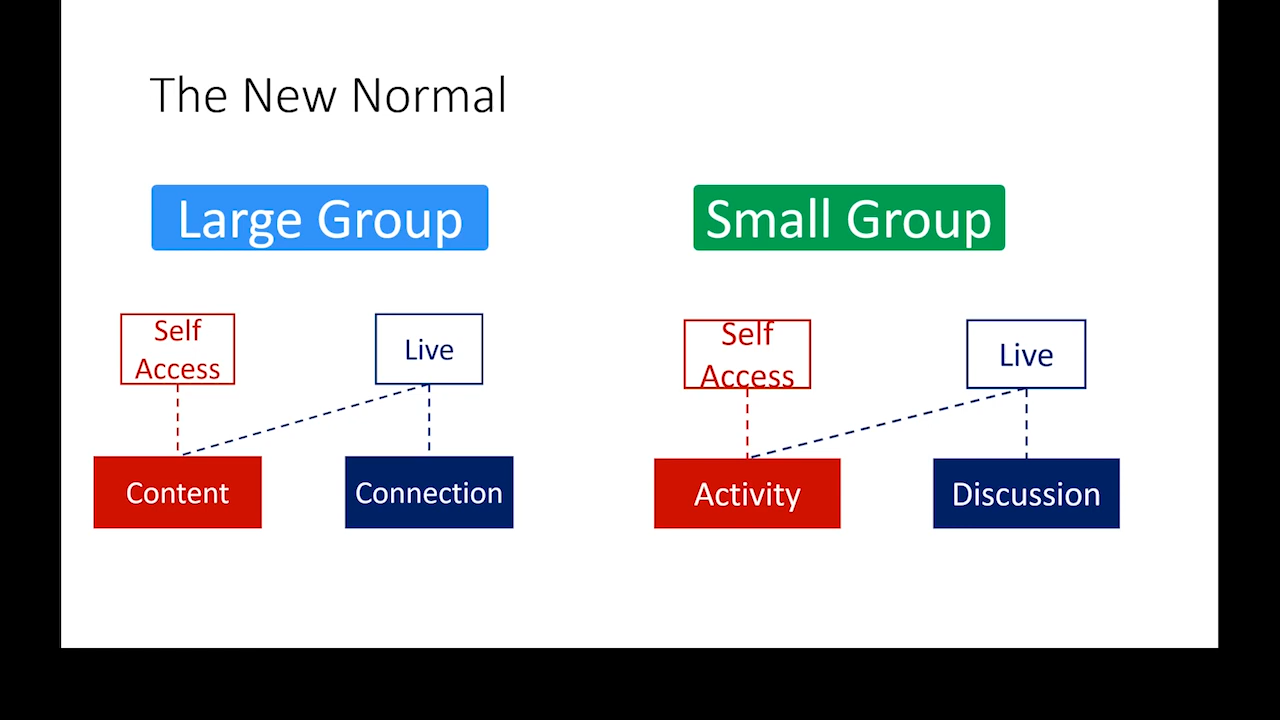 The New Normal
Large Group
Small Group
Self
Access
Live
Self
Access
Live
Content
Connection
Activity
Discussion